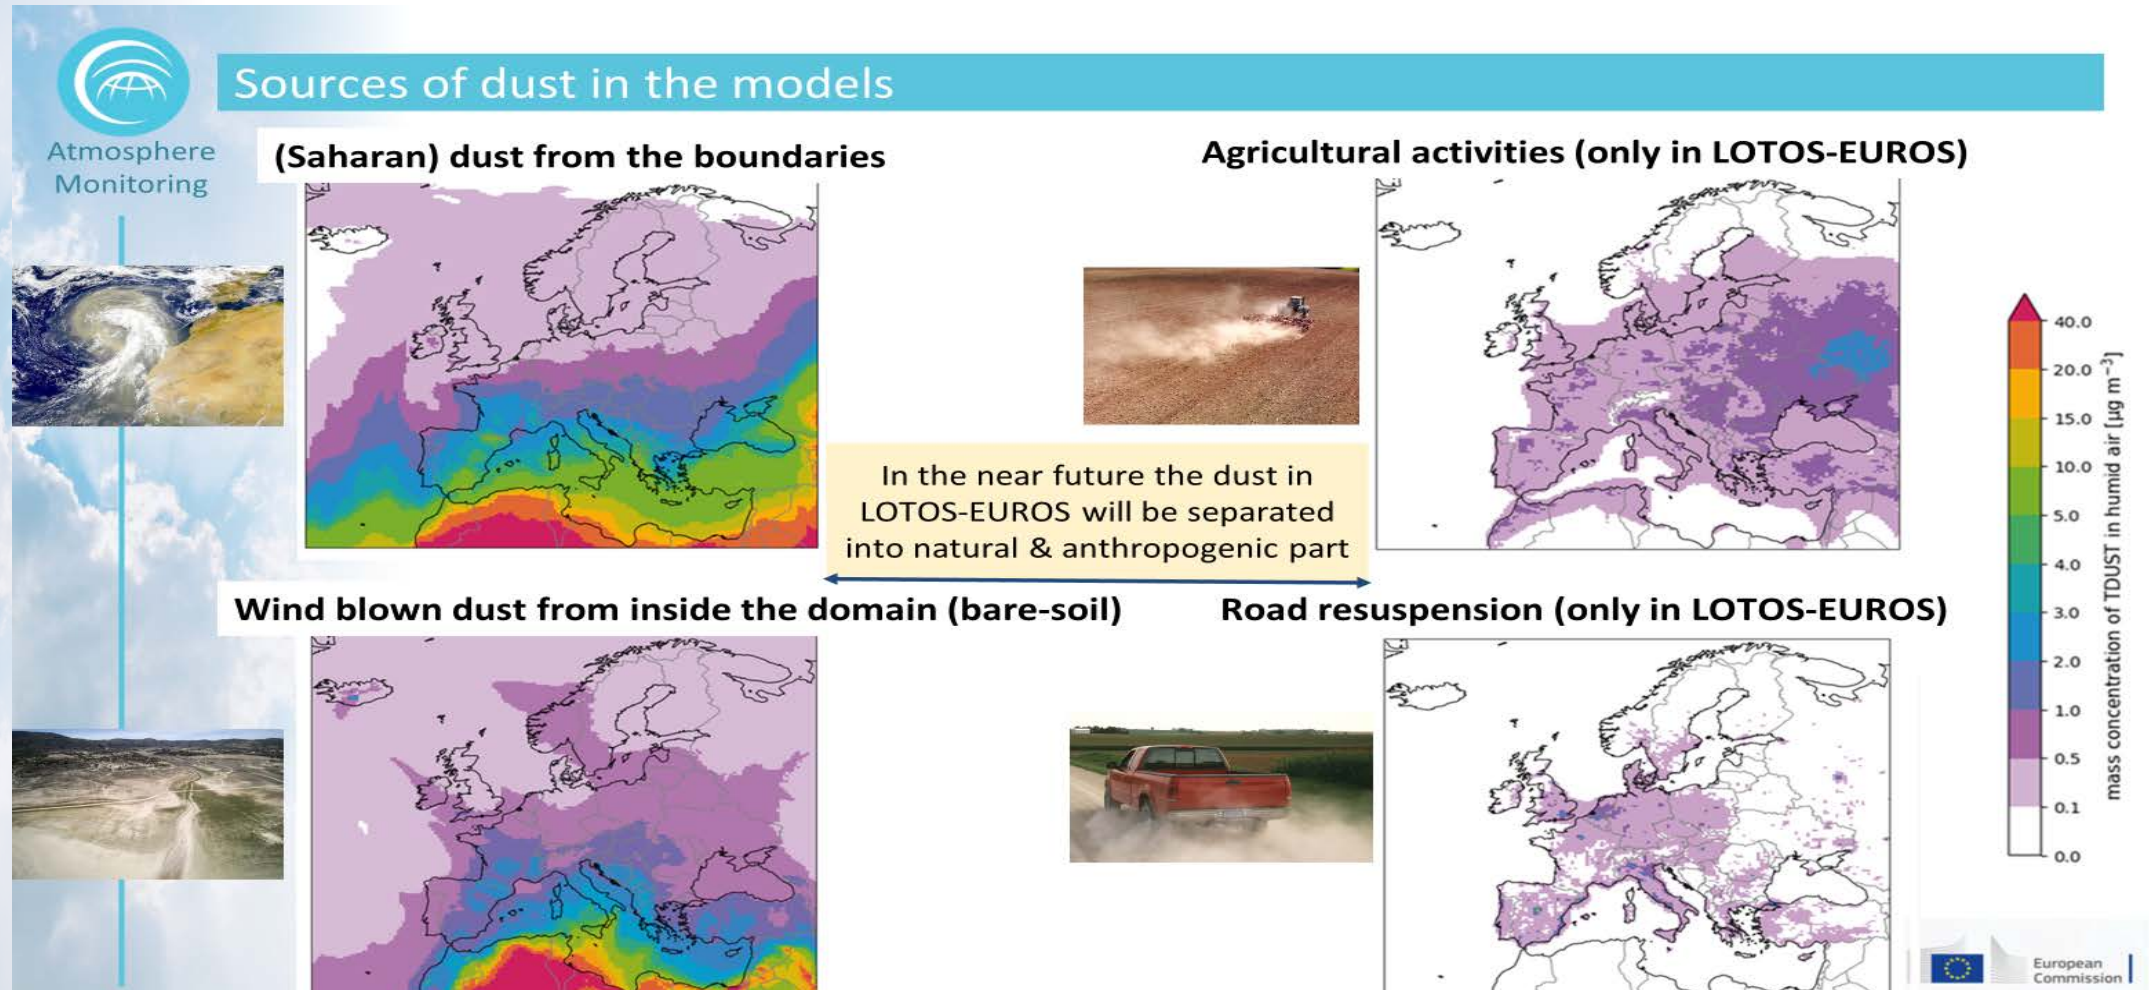 Sources of dust in the models
Atmosphere
Monitoring
(Saharan) dust from the boundaries
Agricultural activities (only in LOTOS-EUROS)
In the near future the dust in
LOTOS-EUROS will be separated
into natural & anthropogenic part
Wind blown dust from inside the domain (bare-soil)
Road resuspension (only in LOTOS-EUROS)
40.0
20.0
15.0
10.0
5.0
4.0
3.0
2.0
1.0
0.5
0.1
0.0
mass concentration of TDUST in humid air [µg m⁻³]
European
Commission